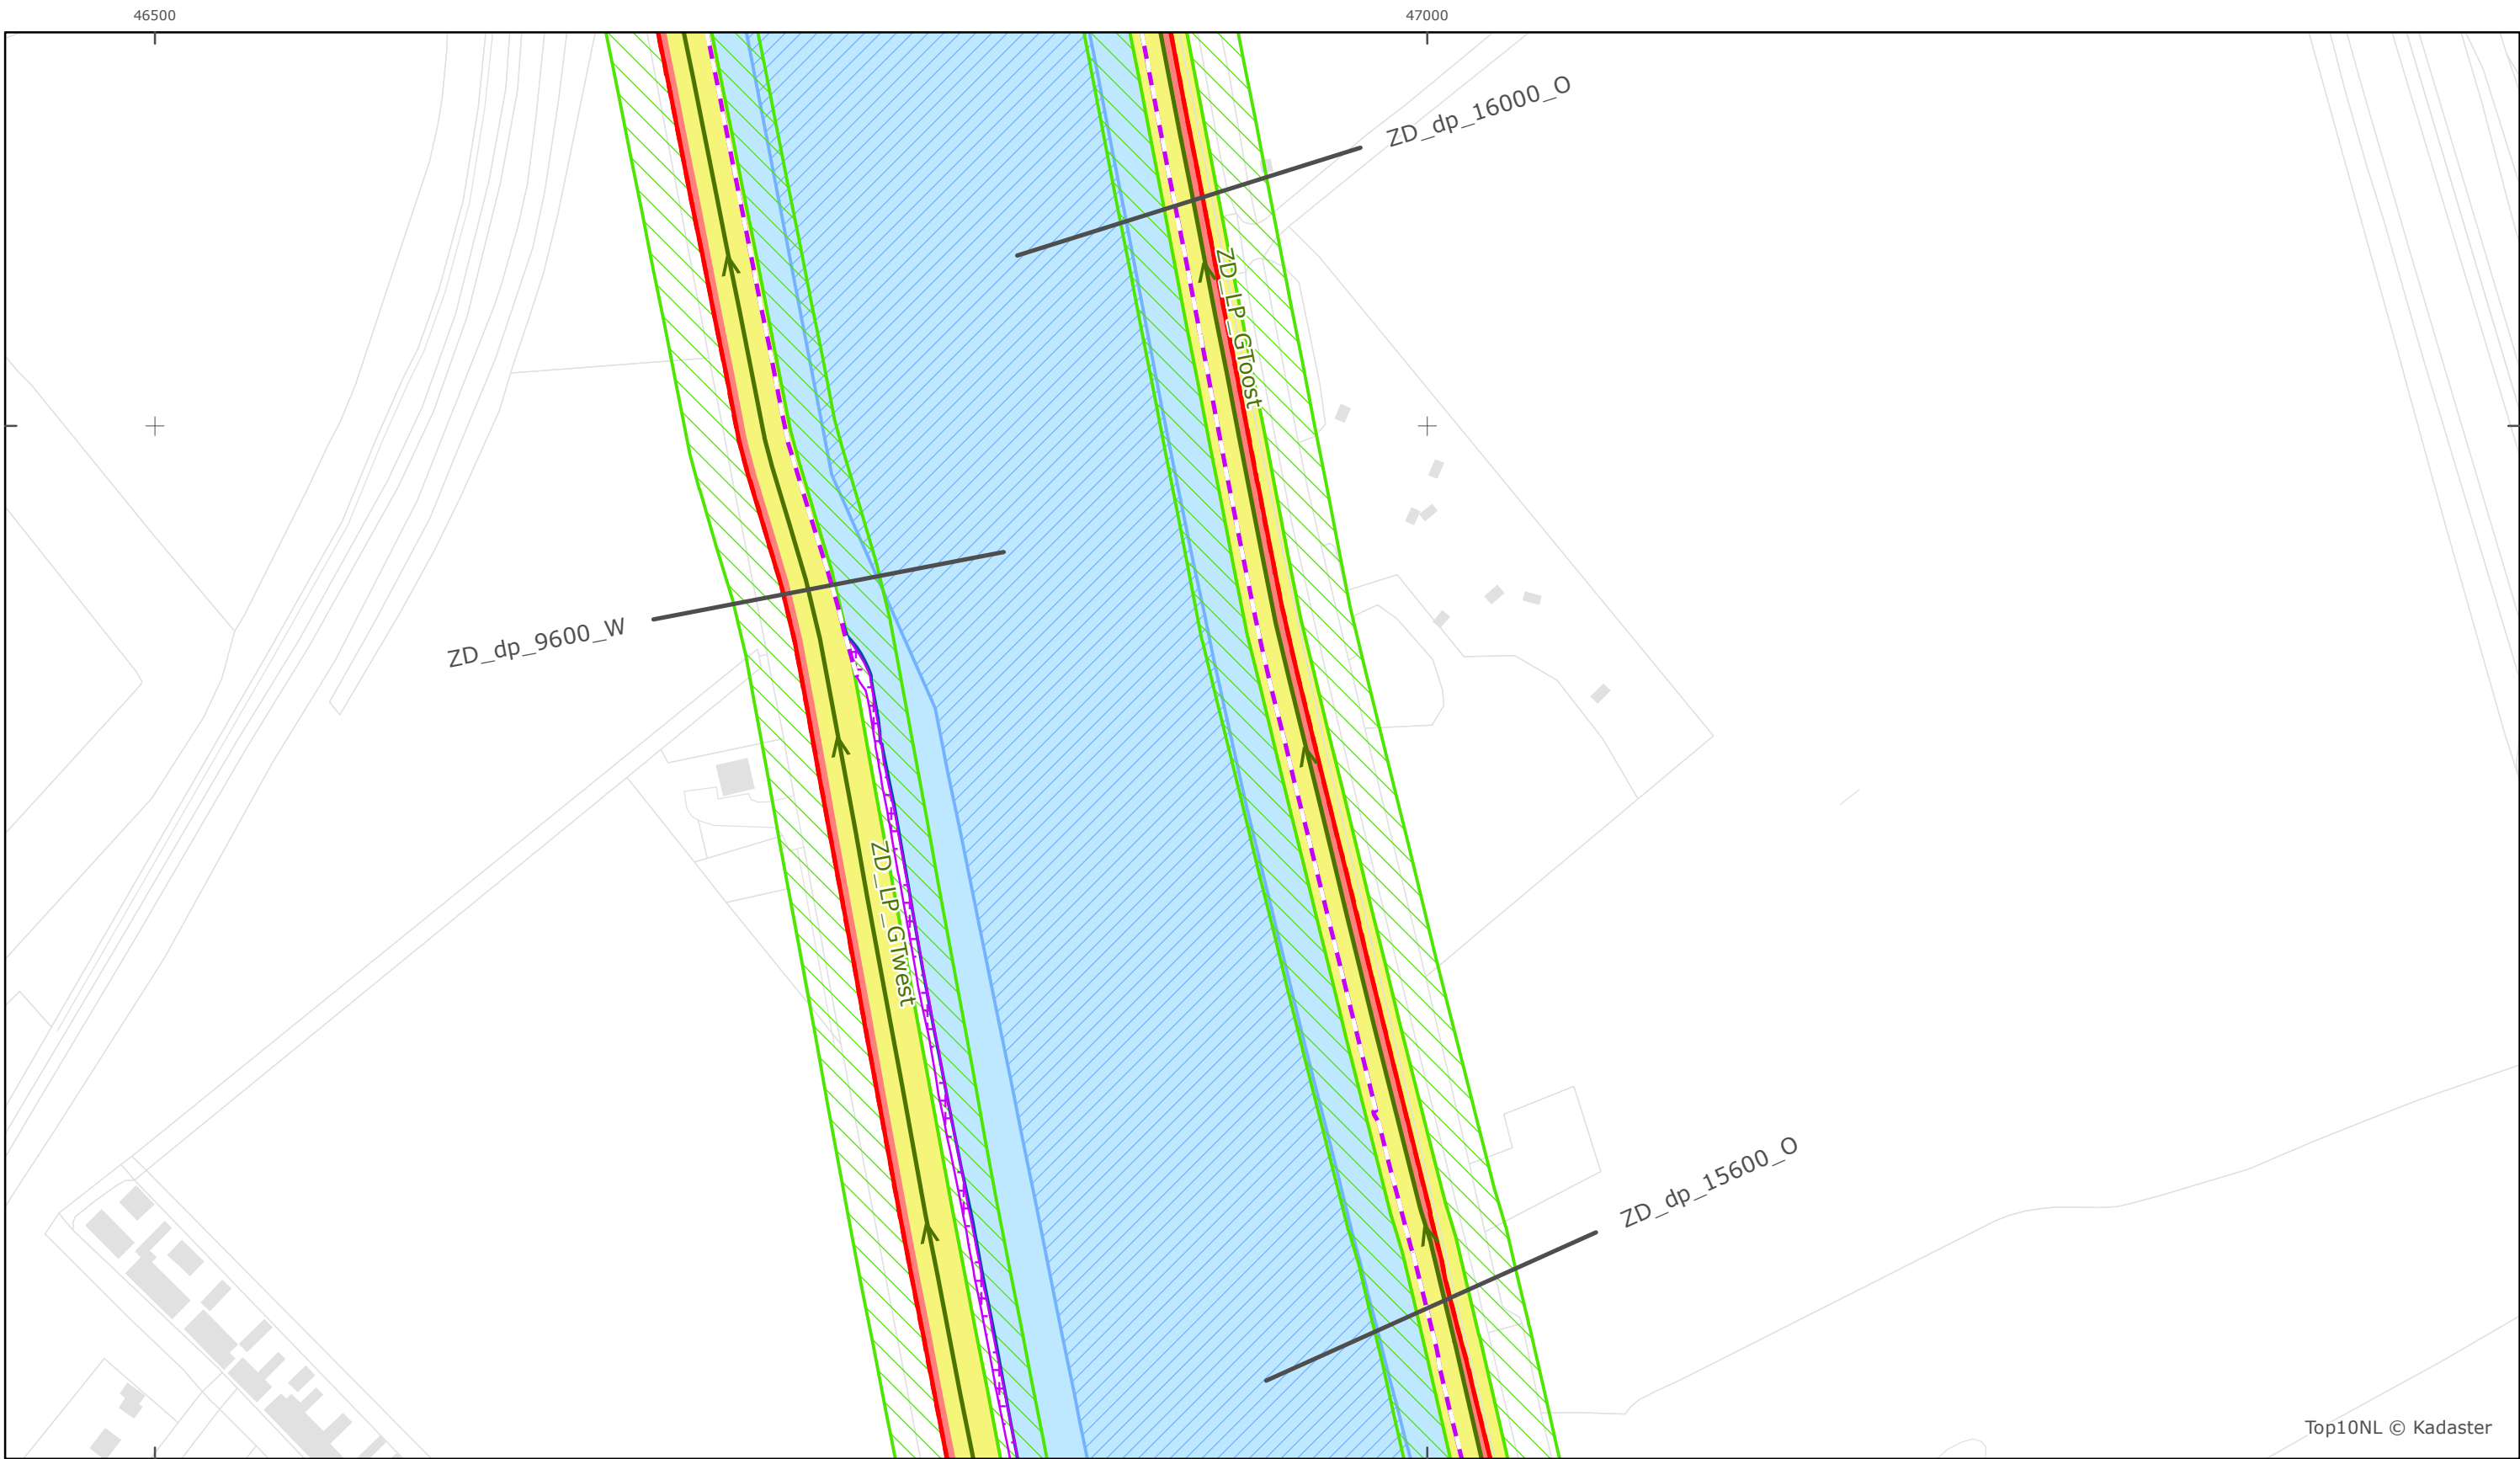 46500
47000
ZD_dp_16000_O
ZD_LP_GToost
ZD_dp_9600_W
ZD_LP_GTwest
ZD_dp_15600_O
Top10NL © Kadaster